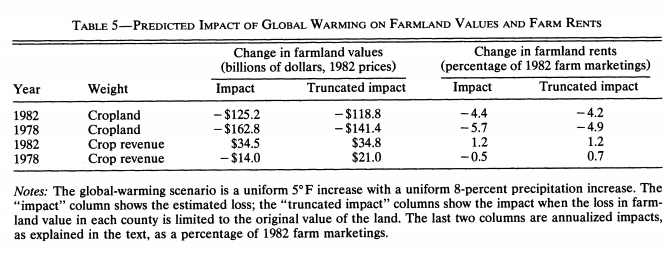 TABLE 5—PREDICTED IMPACT OF GLOBAL WARMING ON FARMLAND VALUES AND FARM RENTS
Change in farmland values Change in farmland rents
(billions of dollars, 1982 prices) (percentage of 1982 farm marketings)
Year Weight Impact Truncated impact Impact Truncated impact
1982 Cropland −$125.2 −$118.8 −4.4 −4.2
1978 Cropland −$162.8 −$141.4 −5.7 −4.9
1982 Crop revenue $34.5 $34.8 1.2 1.2
1978 Crop revenue −$14.0 $21.0 −0.5 0.7
Notes: The global-warming scenario is a uniform 5°F increase with a uniform 8-percent precipitation increase. The
“impact” column shows the estimated loss; the “truncated impact” columns show the impact when the loss in farm-
land value in each county is limited to the original value of the land. The last two columns are annualized impacts,
as explained in the text, as a percentage of 1982 farm marketings.